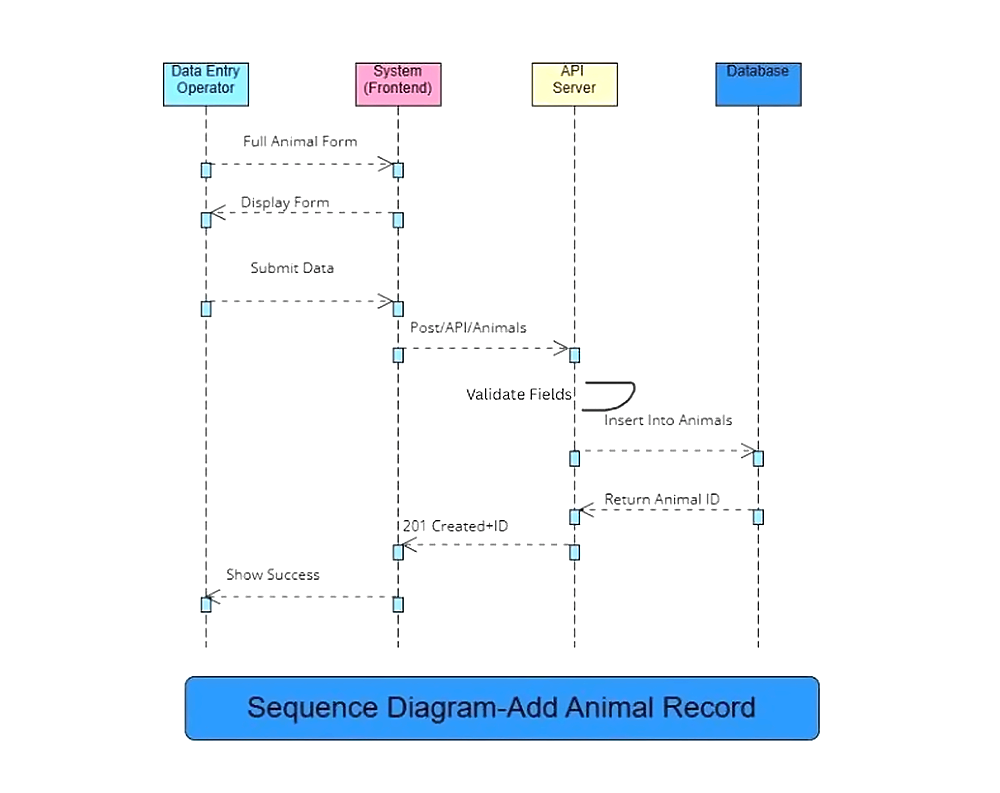 Data Entry
Operator
System
(Frontend)
API
Server
Database
Full Animal Form
Display Form
Submit Data
Post/API/Animals
Validate Fields
Insert Into Animals
Return Animal ID
201 Created+ID
Show Success
Sequence Diagram-Add Animal Record